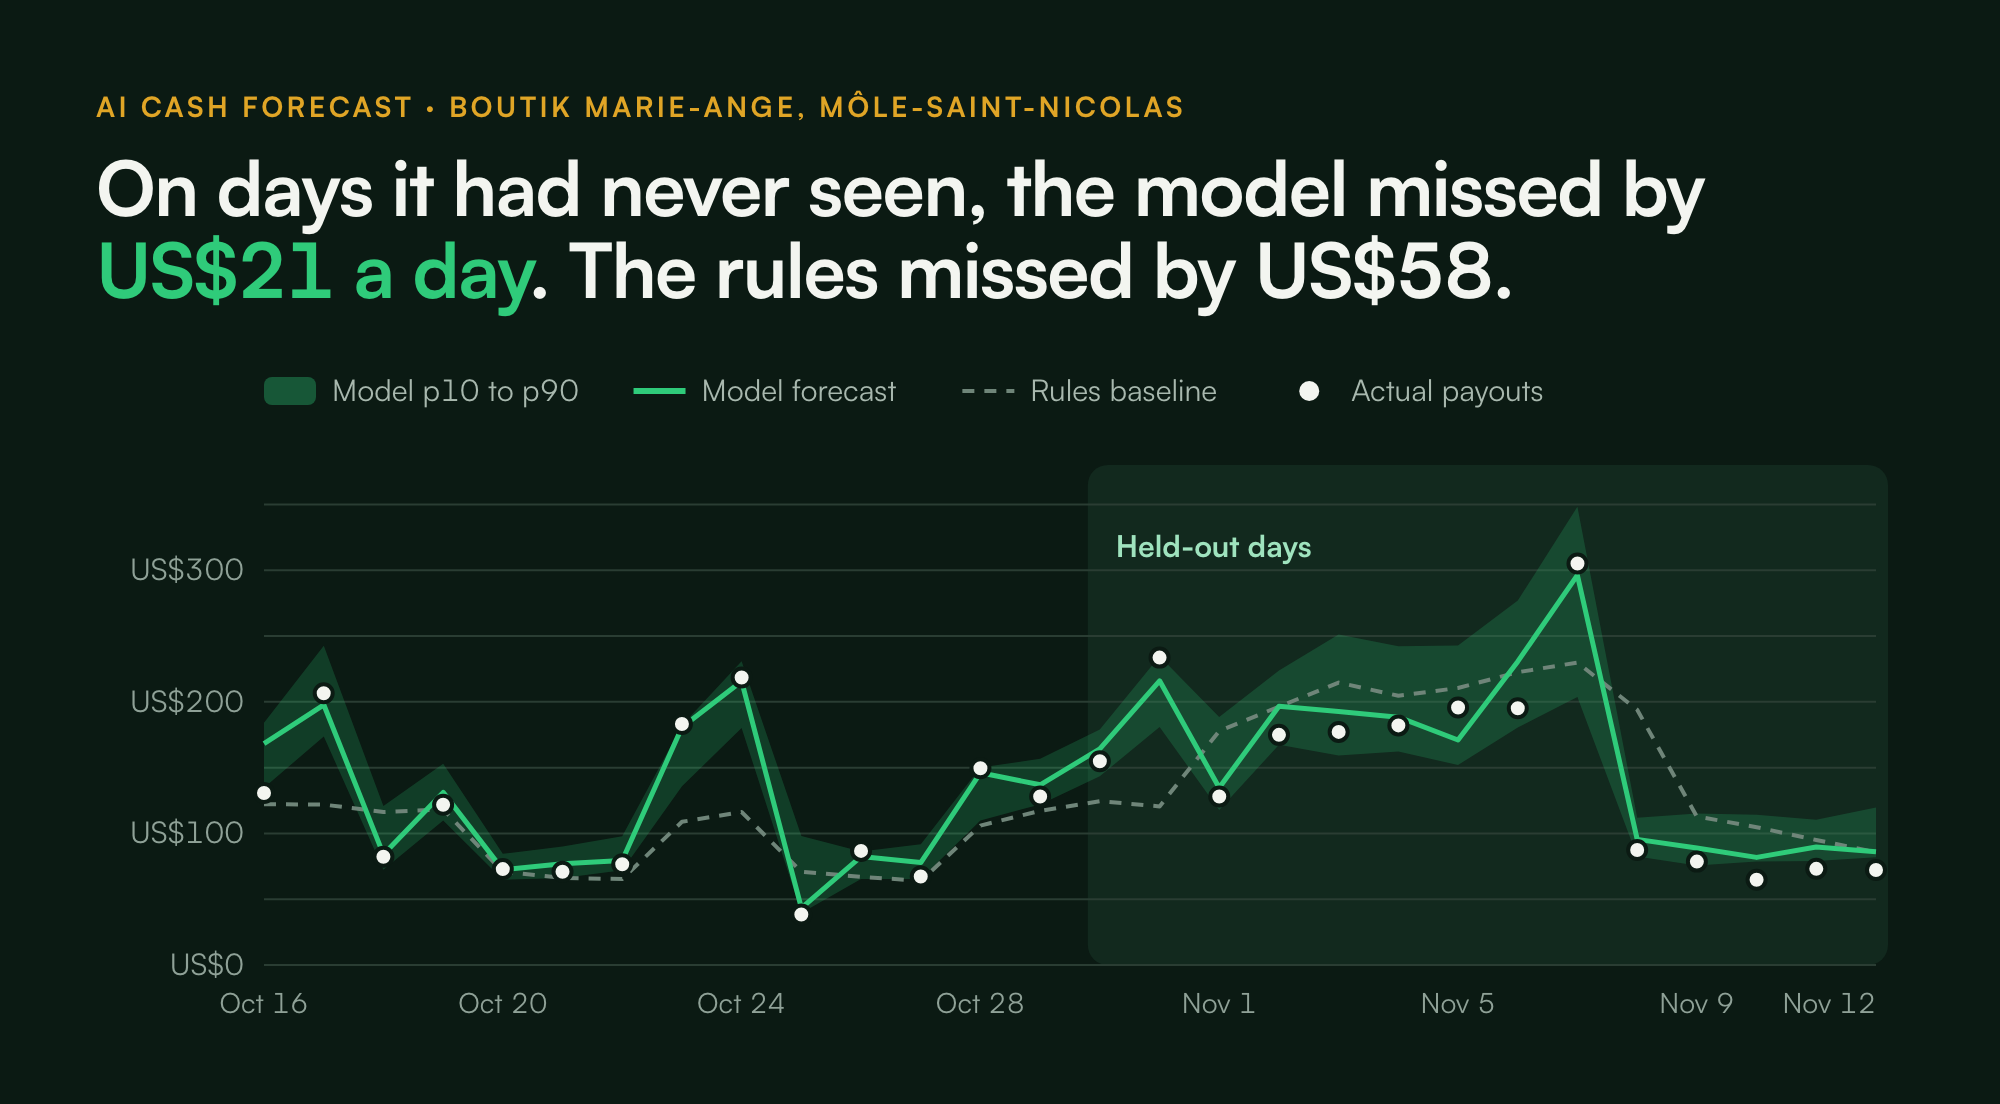 AI CASH FORECAST · BOUTIK MARIE-ANGE, MÔLE-SAINT-NICOLAS
On days it had never seen, the model missed by
US$21 a day. The rules missed by US$58.
Model p10 to p90
Model forecast
Rules baseline
Actual payouts
Held-out days
US$300
US$200
US$100
US$0
Oct 16
Oct 20
Oct 24
Oct 28
Nov 1
Nov 5
Nov 9
Nov 12